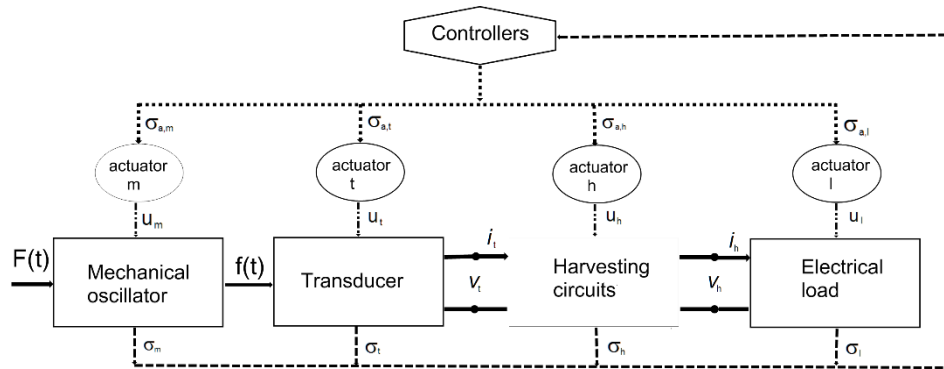 Controllers
σa,m σa,t σa,h σa,l
actuator m
actuator t
actuator h
actuator l
um ut uh ul
F(t)
Mechanical
oscillator
f(t)
Transducer
it
vt
Harvesting
circuits
ih
vh
Electrical
load
σm σt σh σl